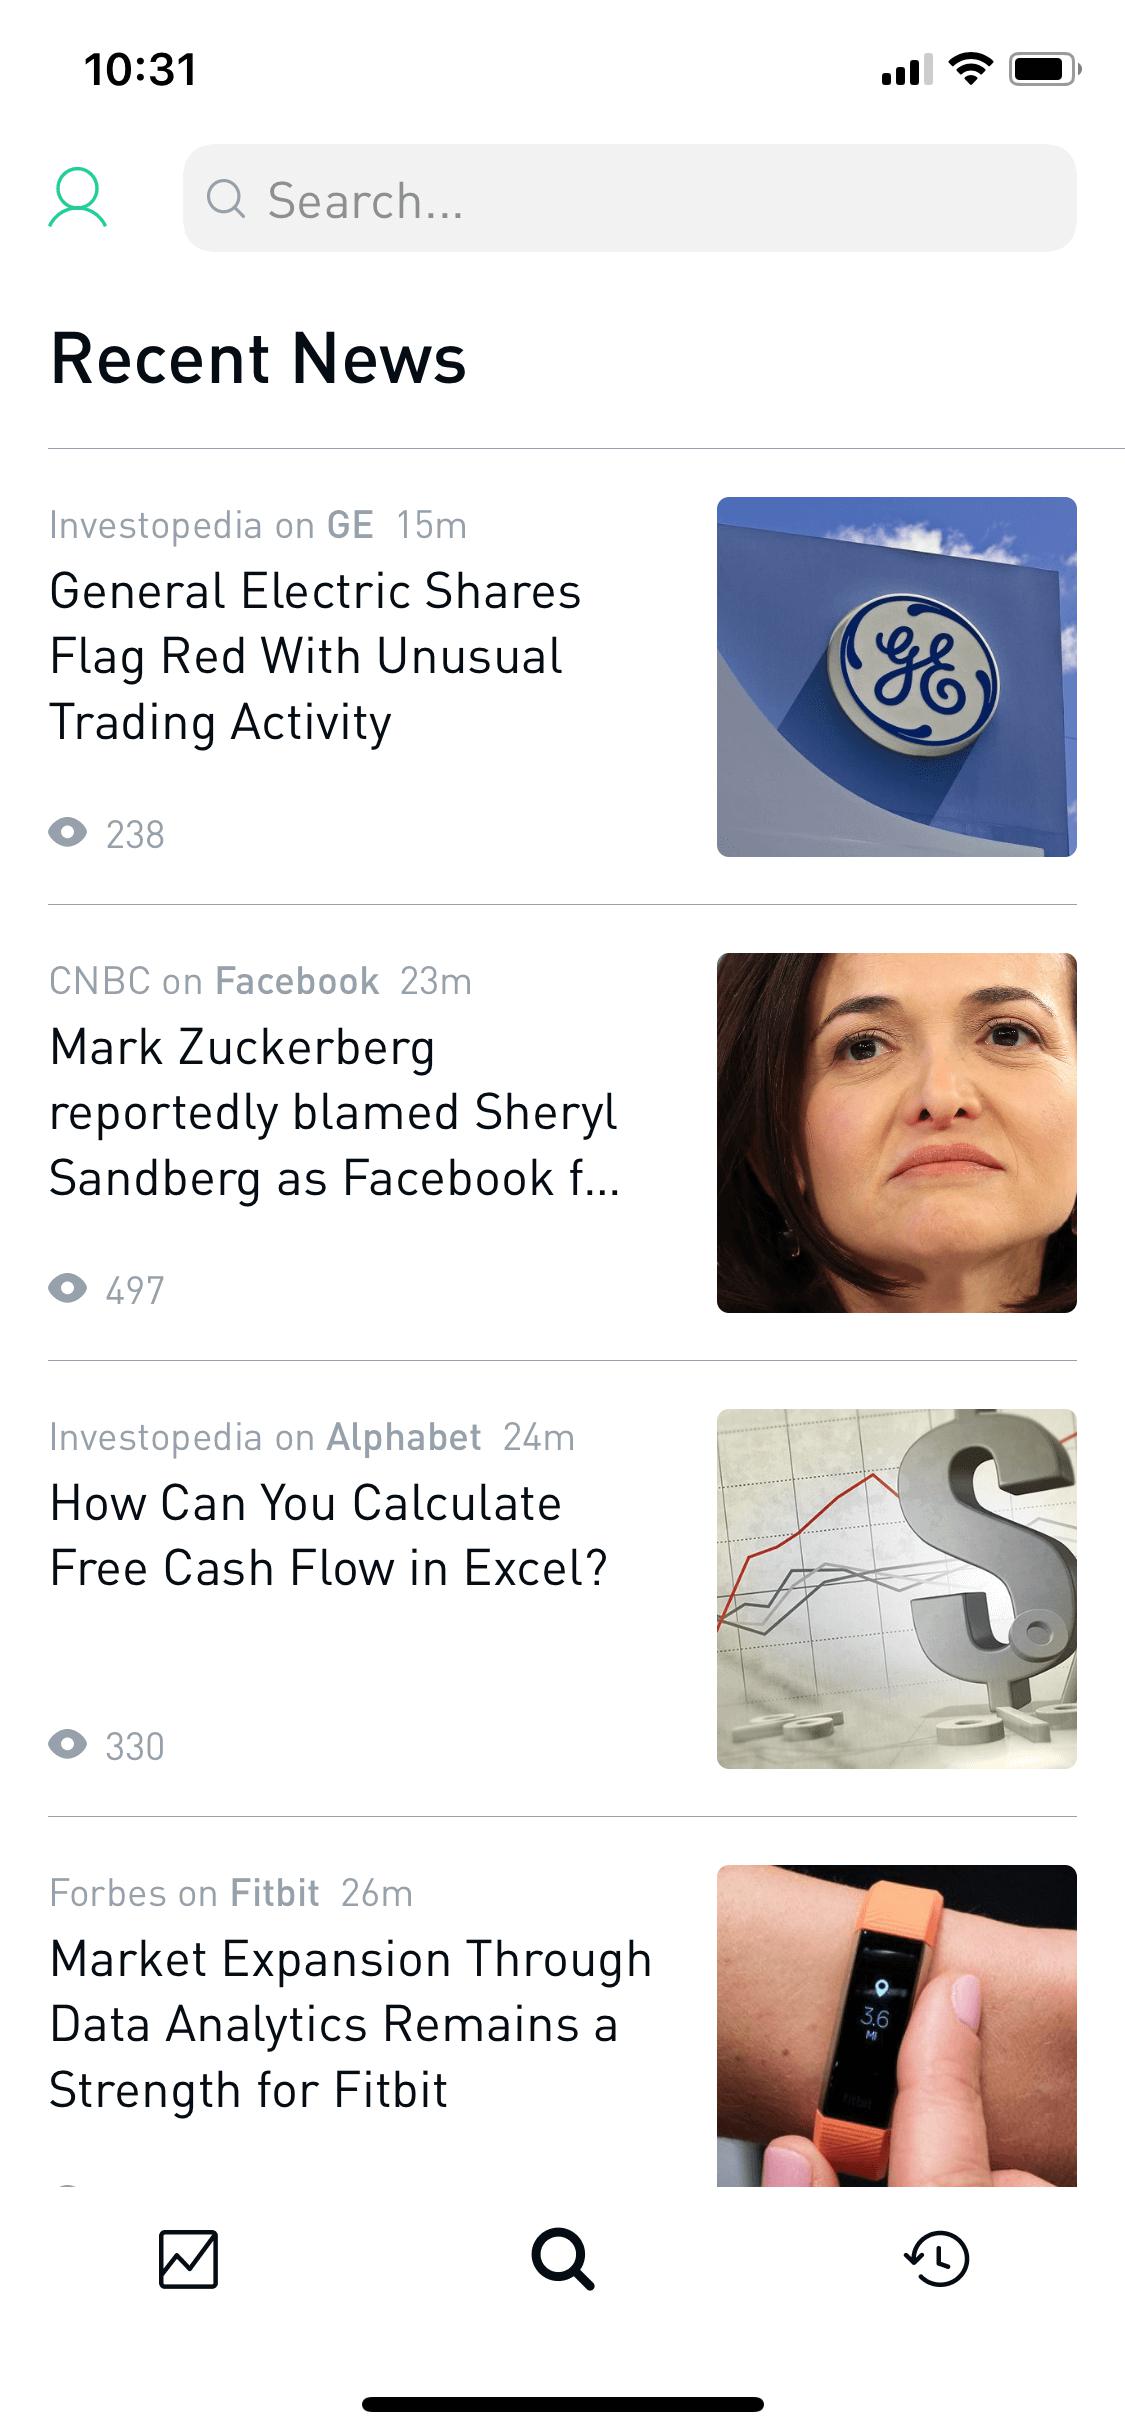 10:31
Search...
Recent News
Investopedia on GE 15m
General Electric Shares
Flag Red With Unusual
Trading Activity
GE
238
CNBC on Facebook 23m
Mark Zuckerberg
reportedly blamed Sheryl
Sandberg as Facebook f...
497
Investopedia on Alphabet 24m
How Can You Calculate
Free Cash Flow in Excel?
$
330
Forbes on Fitbit 26m
Market Expansion Through
Data Analytics Remains a
Strength for Fitbit
3.6
MI
fitbit